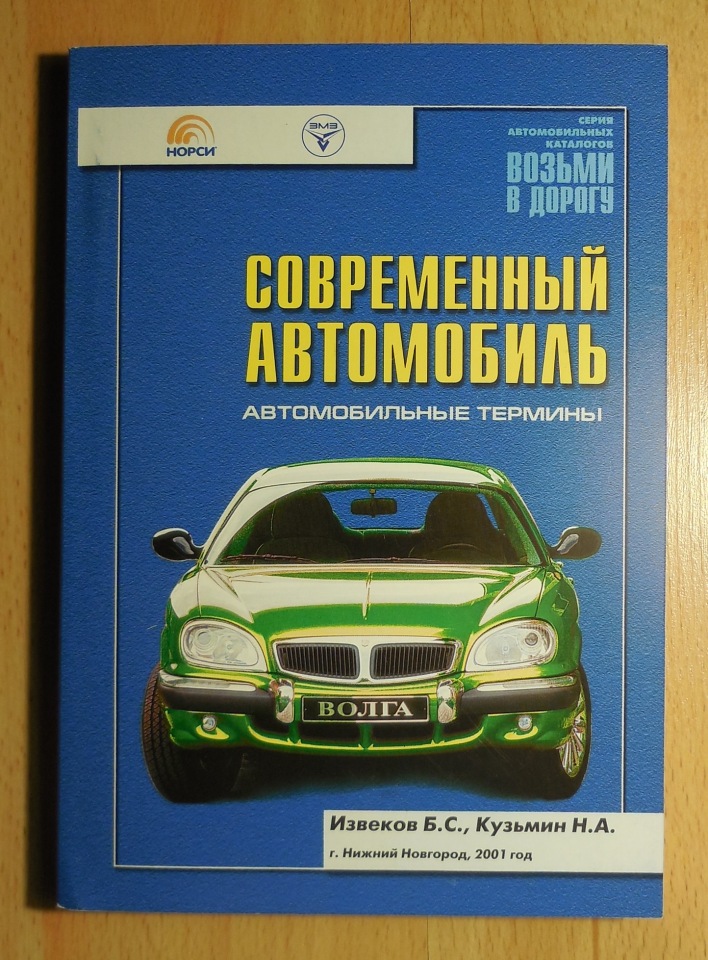 НОРСИ
ЗМЗ
СЕРИЯ
АВТОМОБИЛЬНЫХ
КАТАЛОГОВ
ВОЗЬМИ
В ДОРОГУ
СОВРЕМЕННЫЙ
АВТОМОБИЛЬ
АВТОМОБИЛЬНЫЕ ТЕРМИНЫ
ВОЛГА
Извеков Б.С., Кузьмин Н.А.
г. Нижний Новгород, 2001 год